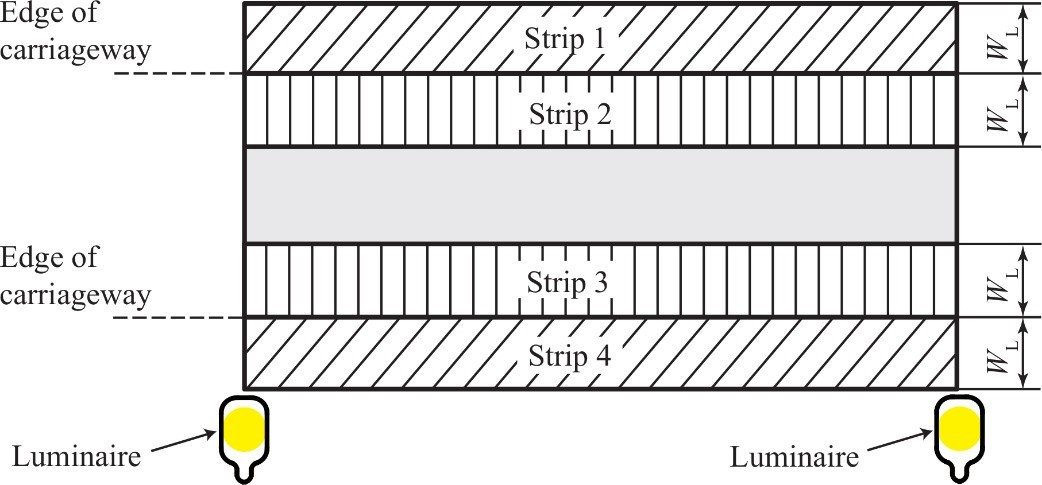 Edge of
carriageway
Strip 1
W_L
Strip 2
W_L
Edge of
carriageway
Strip 3
W_L
Strip 4
W_L
Luminaire
Luminaire